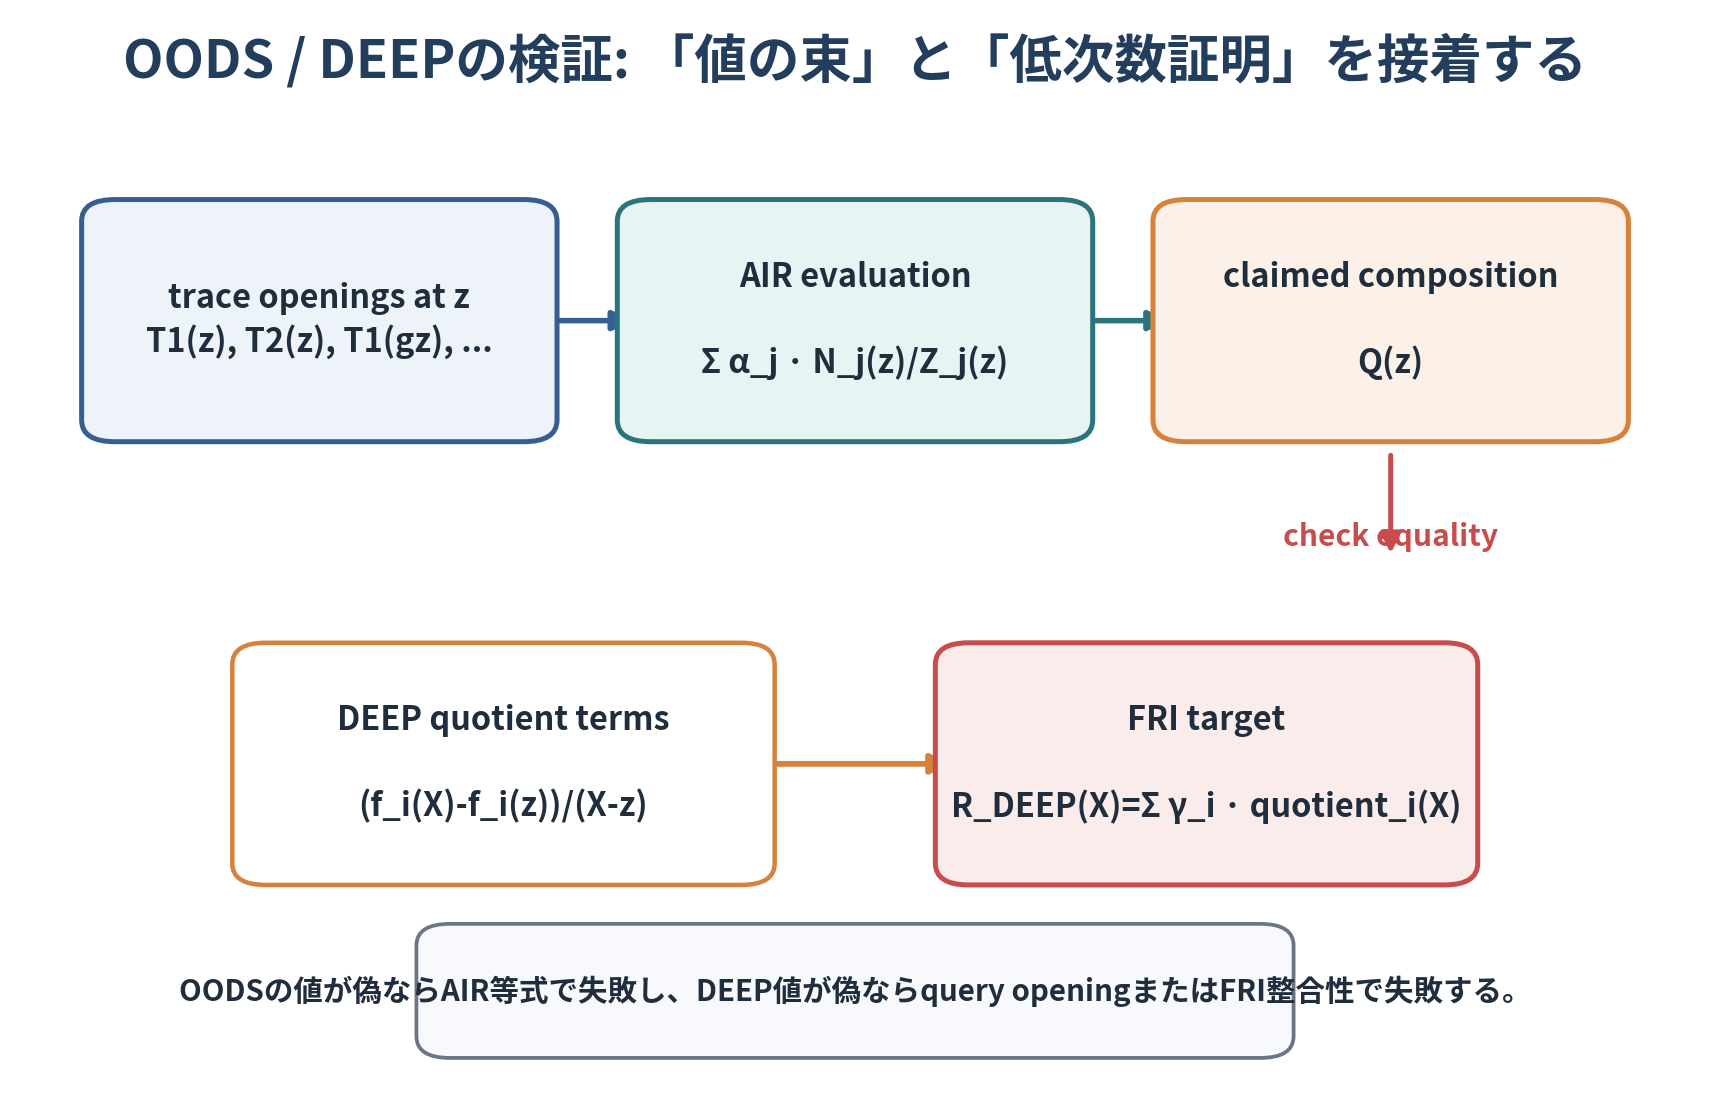 OODS / DEEPの検証: 「値の束」と「低次数証明」を接着する
trace openings at z
T1(z), T2(z), T1(gz), ...
AIR evaluation
Σ α_j · N_j(z)/Z_j(z)
claimed composition
Q(z)
check equality
DEEP quotient terms
(f_i(X)-f_i(z))/(X-z)
FRI target
R_DEEP(X)=Σ γ_i · quotient_i(X)
OODSの値が偽ならAIR等式で失敗し、DEEP値が偽ならquery openingまたはFRI整合性で失敗する。